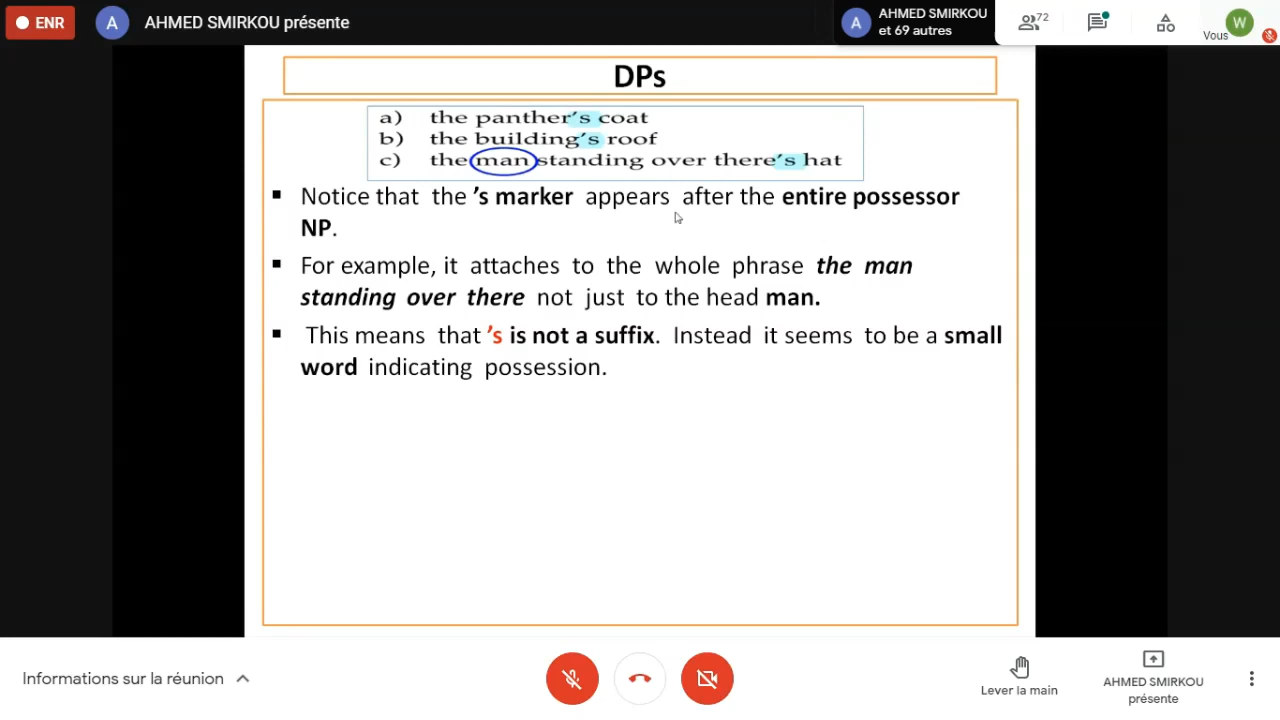 ENR
A
AHMED SMIRKOU présente
A
AHMED SMIRKOU
et 69 autres
72
Vous
W
DPs
a) the panther's coat
b) the building's roof
c) the man standing over there's hat
▪ Notice that the ’s marker appears after the entire possessor
NP.
▪ For example, it attaches to the whole phrase the man
standing over there not just to the head man.
▪ This means that ’s is not a suffix. Instead it seems to be a small
word indicating possession.
Informations sur la réunion
Lever la main
AHMED SMIRKOU
présente